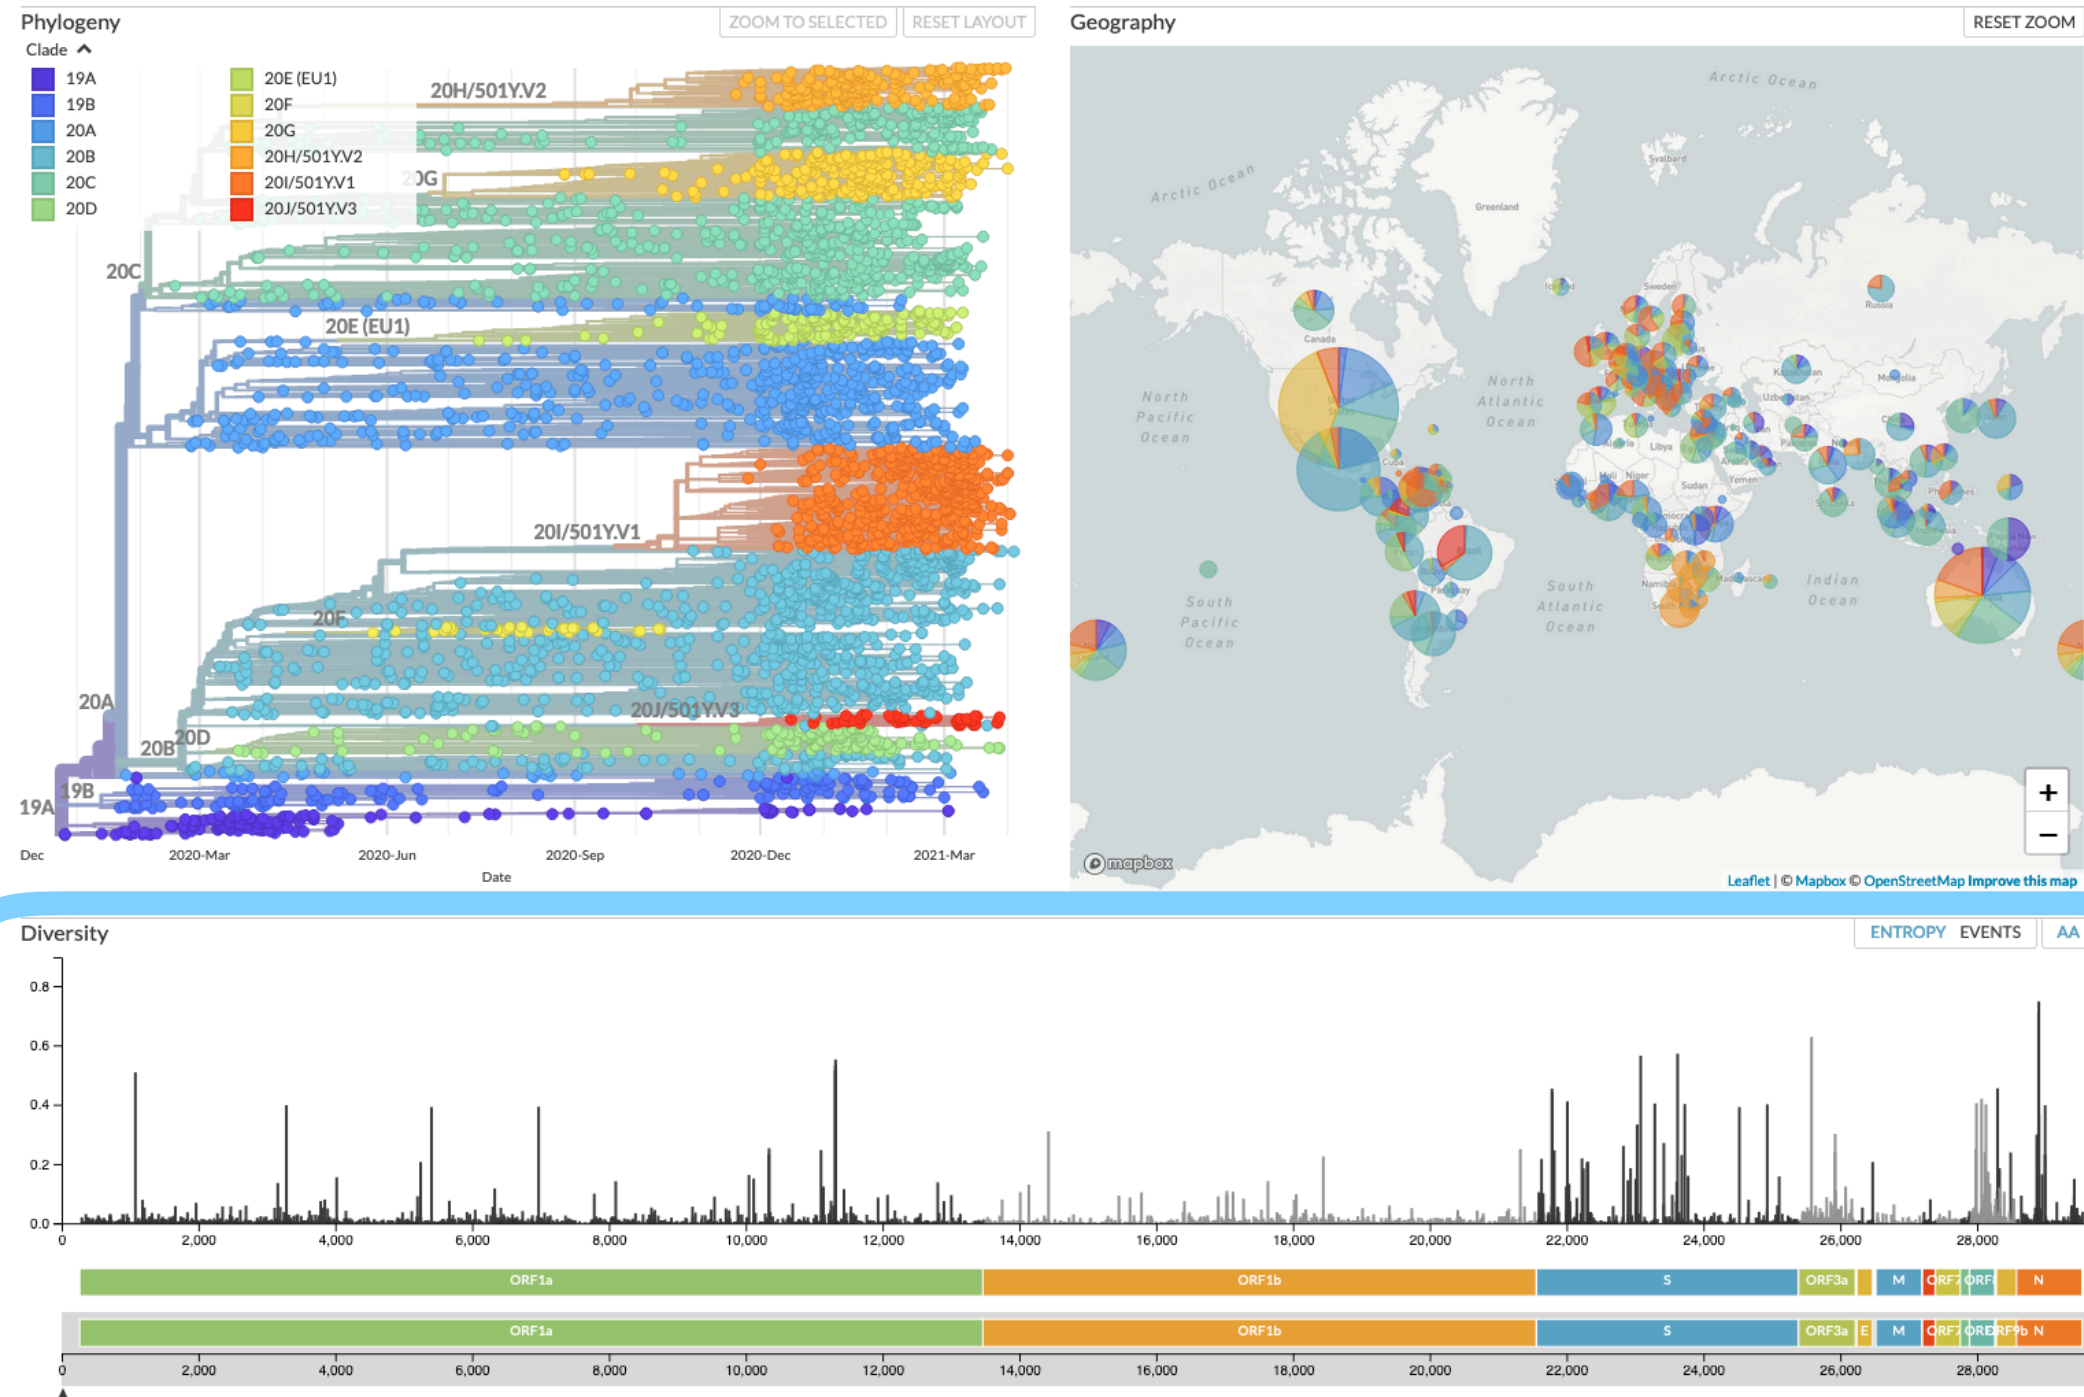 Phylogeny
ZOOM TO SELECTED
RESET LAYOUT
Clade
19A
19B
20A
20B
20C
20D
20E (EU1)
20F
20G
20H/501Y.V2
20I/501Y.V1
20J/501Y.V3
20H/501Y.V2
20C
20E (EU1)
20I/501Y.V1
20F
20J/501Y.V3
20A
20D
20B
19B
19A
Dec
2020-Mar
2020-Jun
2020-Sep
2020-Dec
2021-Mar
Date
Geography
RESET ZOOM
Arctic Ocean
Arctic Ocean
Svalbard
Greenland
Sweden
Russia
Canada
North
Pacific
Ocean
North
Atlantic
Ocean
Mongolia
Cuba
Algeria
Libya
Mali
Niger
Sudan
Yemen
Namibia
South
Pacific
Ocean
South
Atlantic
Ocean
Indian
Ocean
+
−
mapbox
Leaflet | © Mapbox © OpenStreetMap Improve this map
Diversity
ENTROPY
EVENTS
AA
0.8
0.6
0.4
0.2
0.0
0
2,000
4,000
6,000
8,000
10,000
12,000
14,000
16,000
18,000
20,000
22,000
24,000
26,000
28,000
ORF1a
ORF1b
S
ORF3a
M
N
ORF1a
ORF1b
S
ORF3a
E
M
N
0
2,000
4,000
6,000
8,000
10,000
12,000
14,000
16,000
18,000
20,000
22,000
24,000
26,000
28,000